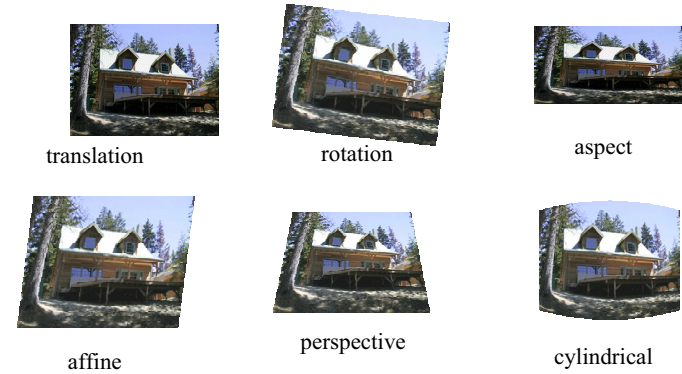 translation
rotation
aspect
affine
perspective
cylindrical